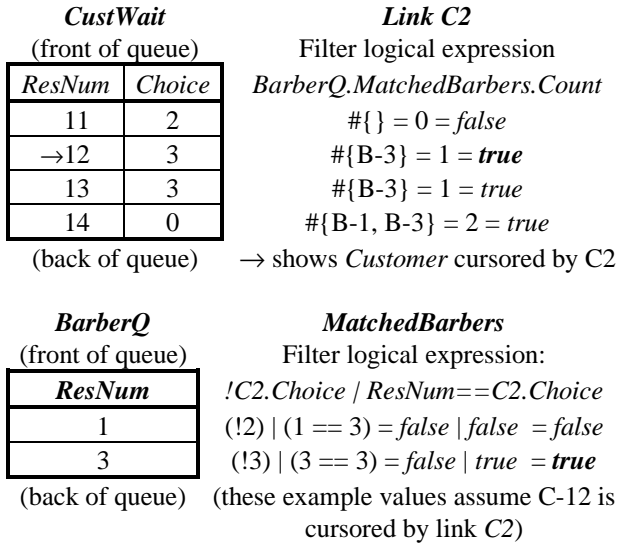 CustWait Link C2
(front of queue) Filter logical expression
ResNum Choice BarberQ.MatchedBarbers.Count
11 2 #{} = 0 = false
→12 3 #{B-3} = 1 = true
13 3 #{B-3} = 1 = true
14 0 #{B-1, B-3} = 2 = true
(back of queue) → shows Customer cursored by C2
BarberQ MatchedBarbers
(front of queue) Filter logical expression:
ResNum !C2.Choice | ResNum==C2.Choice
1 (!2) | (1 == 3) = false | false = false
3 (!3) | (3 == 3) = false | true = true
(back of queue) (these example values assume C-12 is
cursored by link C2)